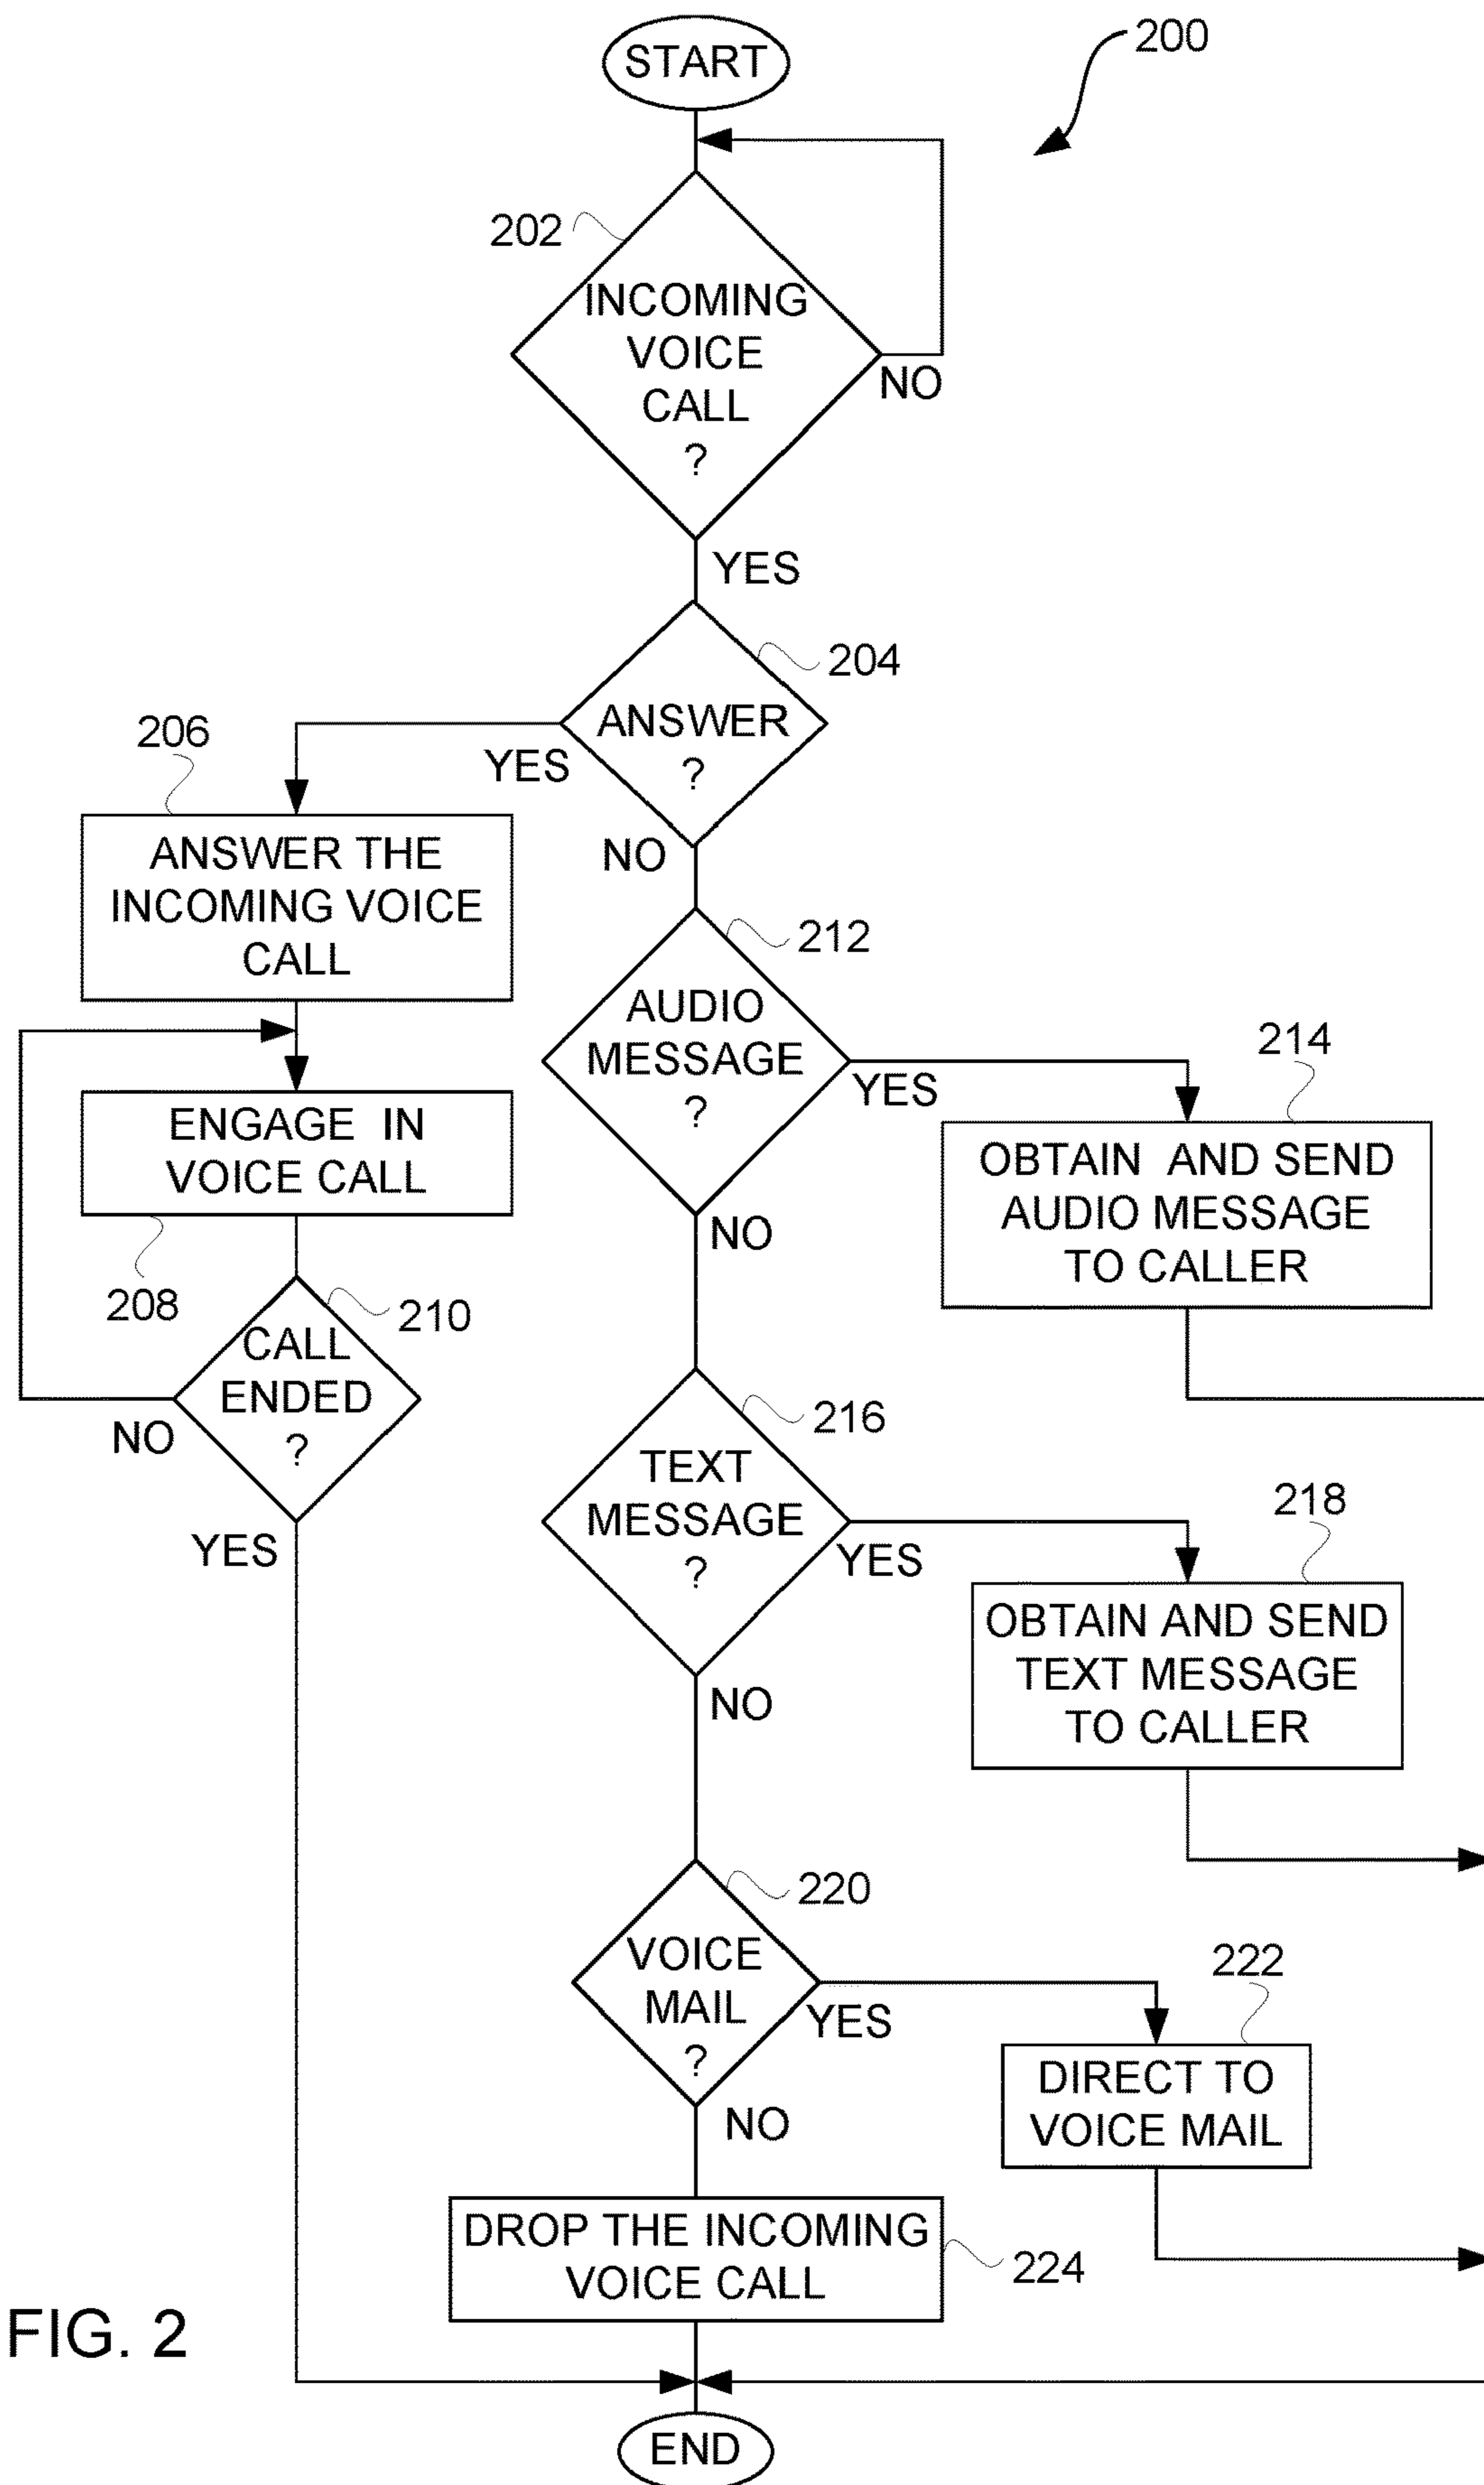 START
200
202
INCOMING
VOICE
CALL
?
NO
YES
204
ANSWER
?
YES
NO
206
ANSWER THE
INCOMING VOICE
CALL
212
AUDIO
MESSAGE
?
YES
NO
214
OBTAIN AND SEND
AUDIO MESSAGE
TO CALLER
ENGAGE IN
VOICE CALL
208
210
CALL
ENDED
?
NO
YES
216
TEXT
MESSAGE
?
YES
NO
218
OBTAIN AND SEND
TEXT MESSAGE
TO CALLER
220
VOICE
MAIL
?
YES
NO
222
DIRECT TO
VOICE MAIL
DROP THE INCOMING
VOICE CALL
224
FIG. 2
END